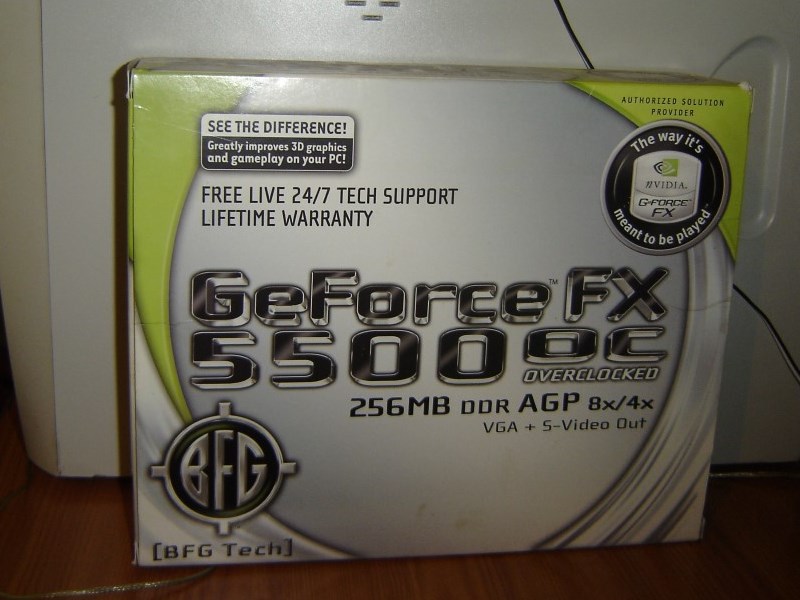 AUTHORIZED SOLUTION
PROVIDER
The way it's
NVIDIA.
GeFORCE
FX
meant to be played
SEE THE DIFFERENCE!
Greatly improves 3D graphics
and gameplay on your PC!
FREE LIVE 24/7 TECH SUPPORT
LIFETIME WARRANTY
GeForce™ FX
5500 OC
OVERCLOCKED
256MB DDR AGP 8x/4x
VGA + S-Video Out
BFG
[BFG Tech]